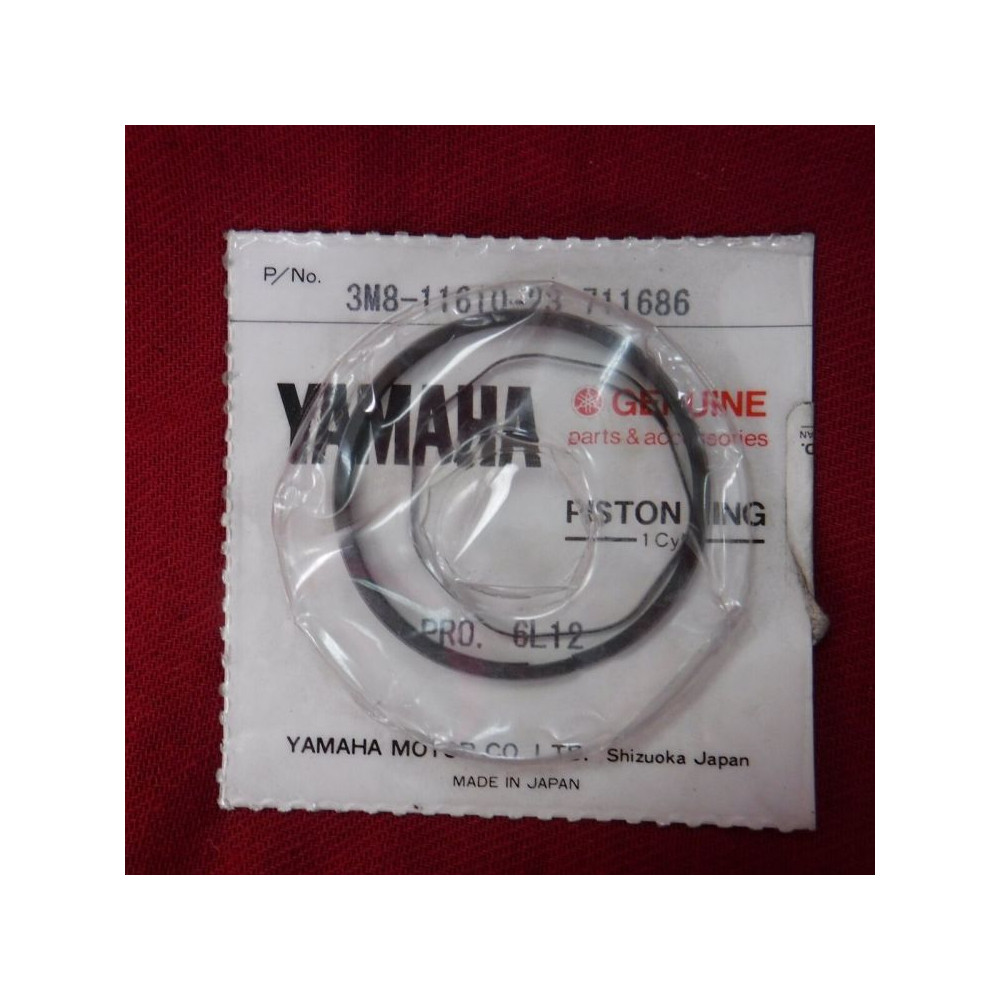 P/No.
3M8-11610-23 711686
YAMAHA
GENUINE
parts & accessories
PISTON RING
1 Cy
PRO. 6L12
YAMAHA MOTOR CO. LTD. Shizuoka Japan
MADE IN JAPAN